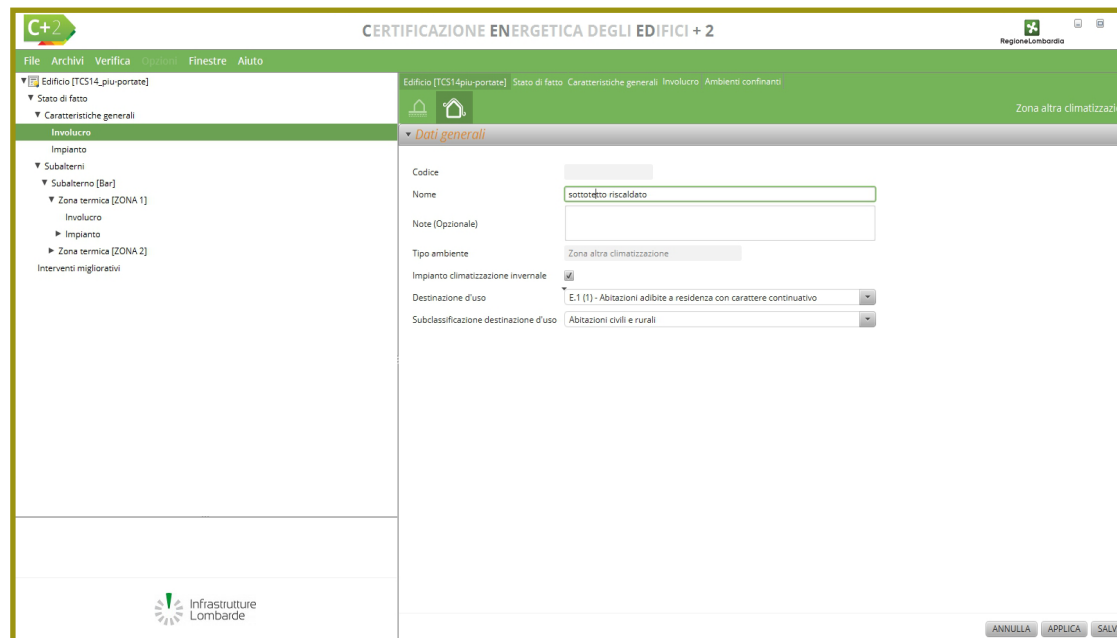 C+2
CERTIFICAZIONE ENERGETICA DEGLI EDIFICI + 2
RegioneLombardia
File Archivi Verifica Opzioni Finestre Aiuto
Edificio [TCS14_piu-portate]
Stato di fatto
Caratteristiche generali
Involucro
Impianto
Subalterni
Subalterno [Bar]
Zona termica [ZONA 1]
Involucro
Impianto
Zona termica [ZONA 2]
Interventi migliorativi
Infrastrutture
Lombarde
Edificio [TCS14piu-portate] Stato di fatto Caratteristiche generali Involucro Ambienti confinanti
Zona altra climatizzazio
Dati generali
Codice
Nome sottotetto riscaldato
Note (Opzionale)
Tipo ambiente Zona altra climatizzazione
Impianto climatizzazione invernale
Destinazione d'uso E.1 (1) - Abitazioni adibite a residenza con carattere continuativo
Subclassificazione destinazione d'uso Abitazioni civili e rurali
ANNULLA APPLICA SALV